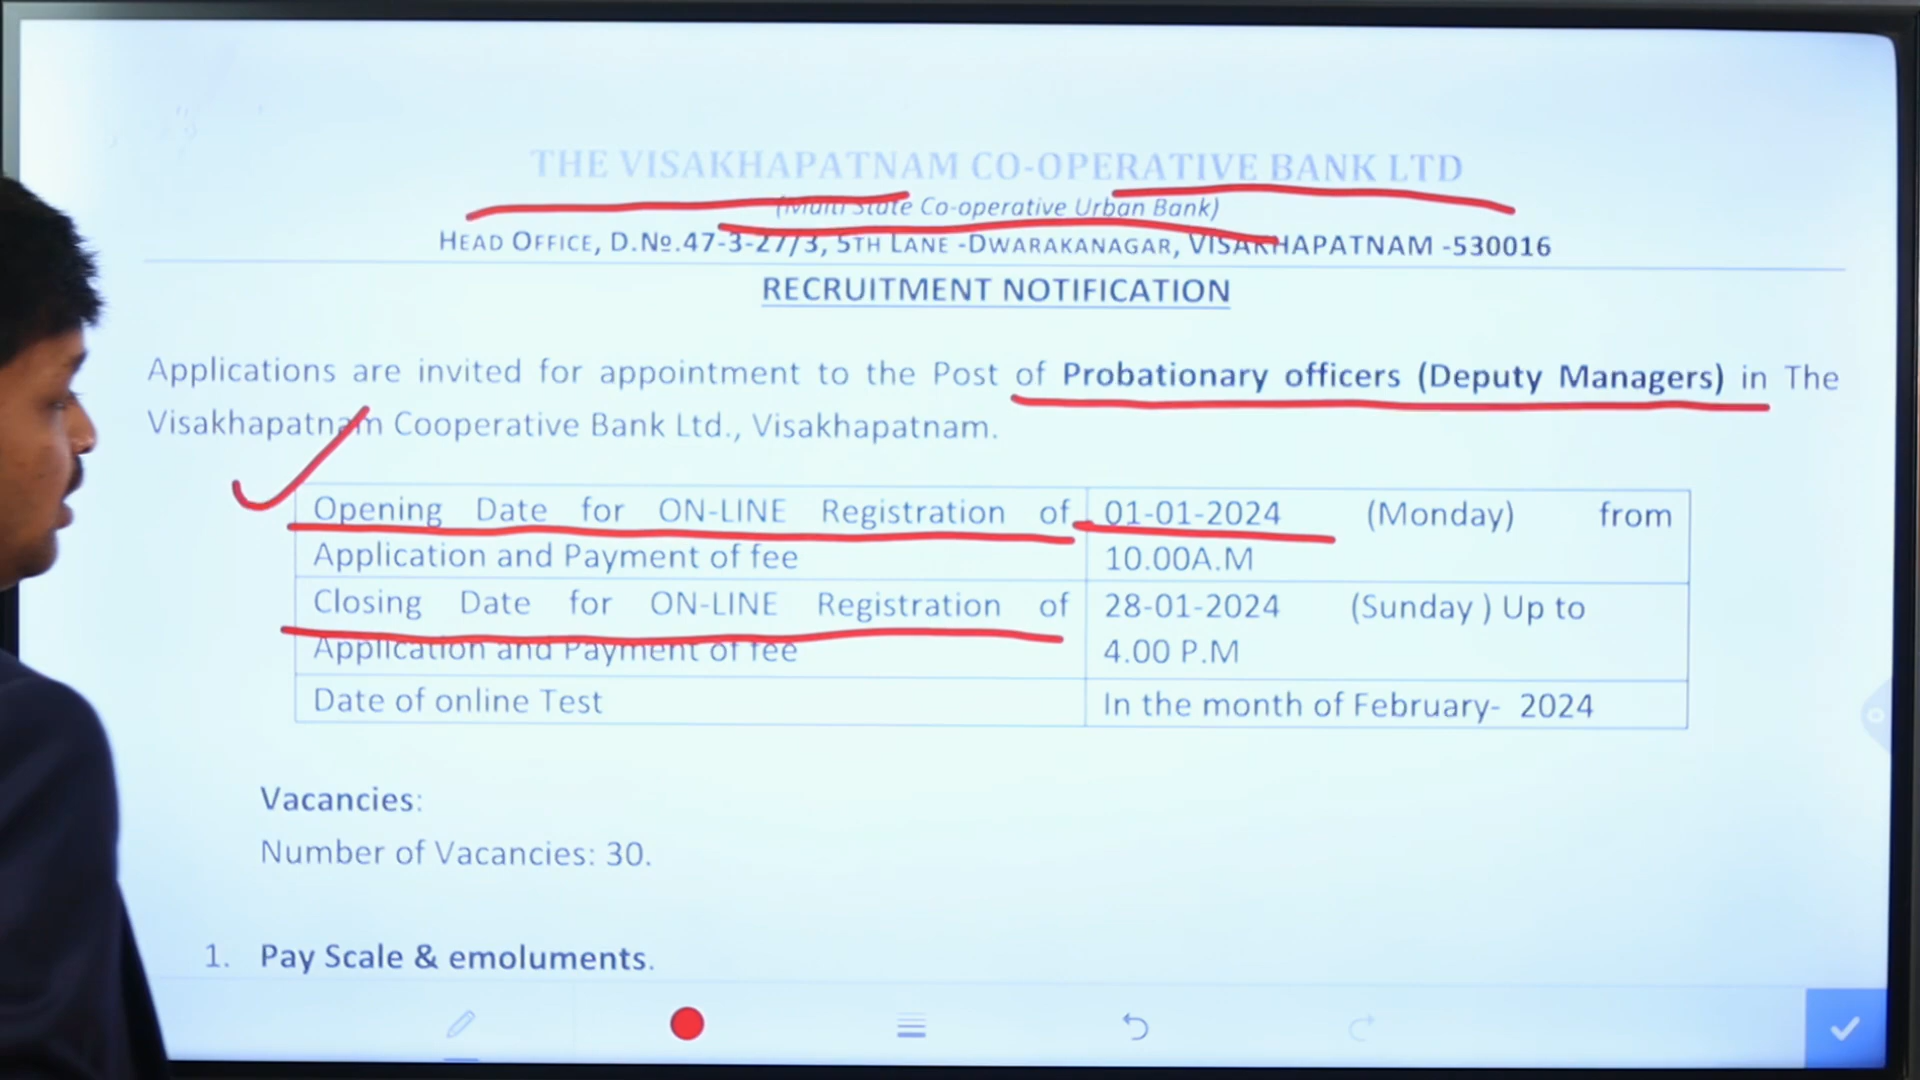 THE VISAKHAPATNAM CO-OPERATIVE BANK LTD
(Multi State Co-operative Urban Bank)
HEAD OFFICE, D.No.47-3-27/3, 5TH LANE -DWARAKANAGAR, VISAKHAPATNAM -530016
RECRUITMENT NOTIFICATION
Applications are invited for appointment to the Post of Probationary officers (Deputy Managers) in The
Visakhapatnam Cooperative Bank Ltd., Visakhapatnam.
Opening Date for ON-LINE Registration of 01-01-2024 (Monday) from
Application and Payment of fee 10.00A.M
Closing Date for ON-LINE Registration of 28-01-2024 (Sunday ) Up to
Application and Payment of fee 4.00 P.M
Date of online Test In the month of February- 2024
Vacancies:
Number of Vacancies: 30.
1. Pay Scale & emoluments.